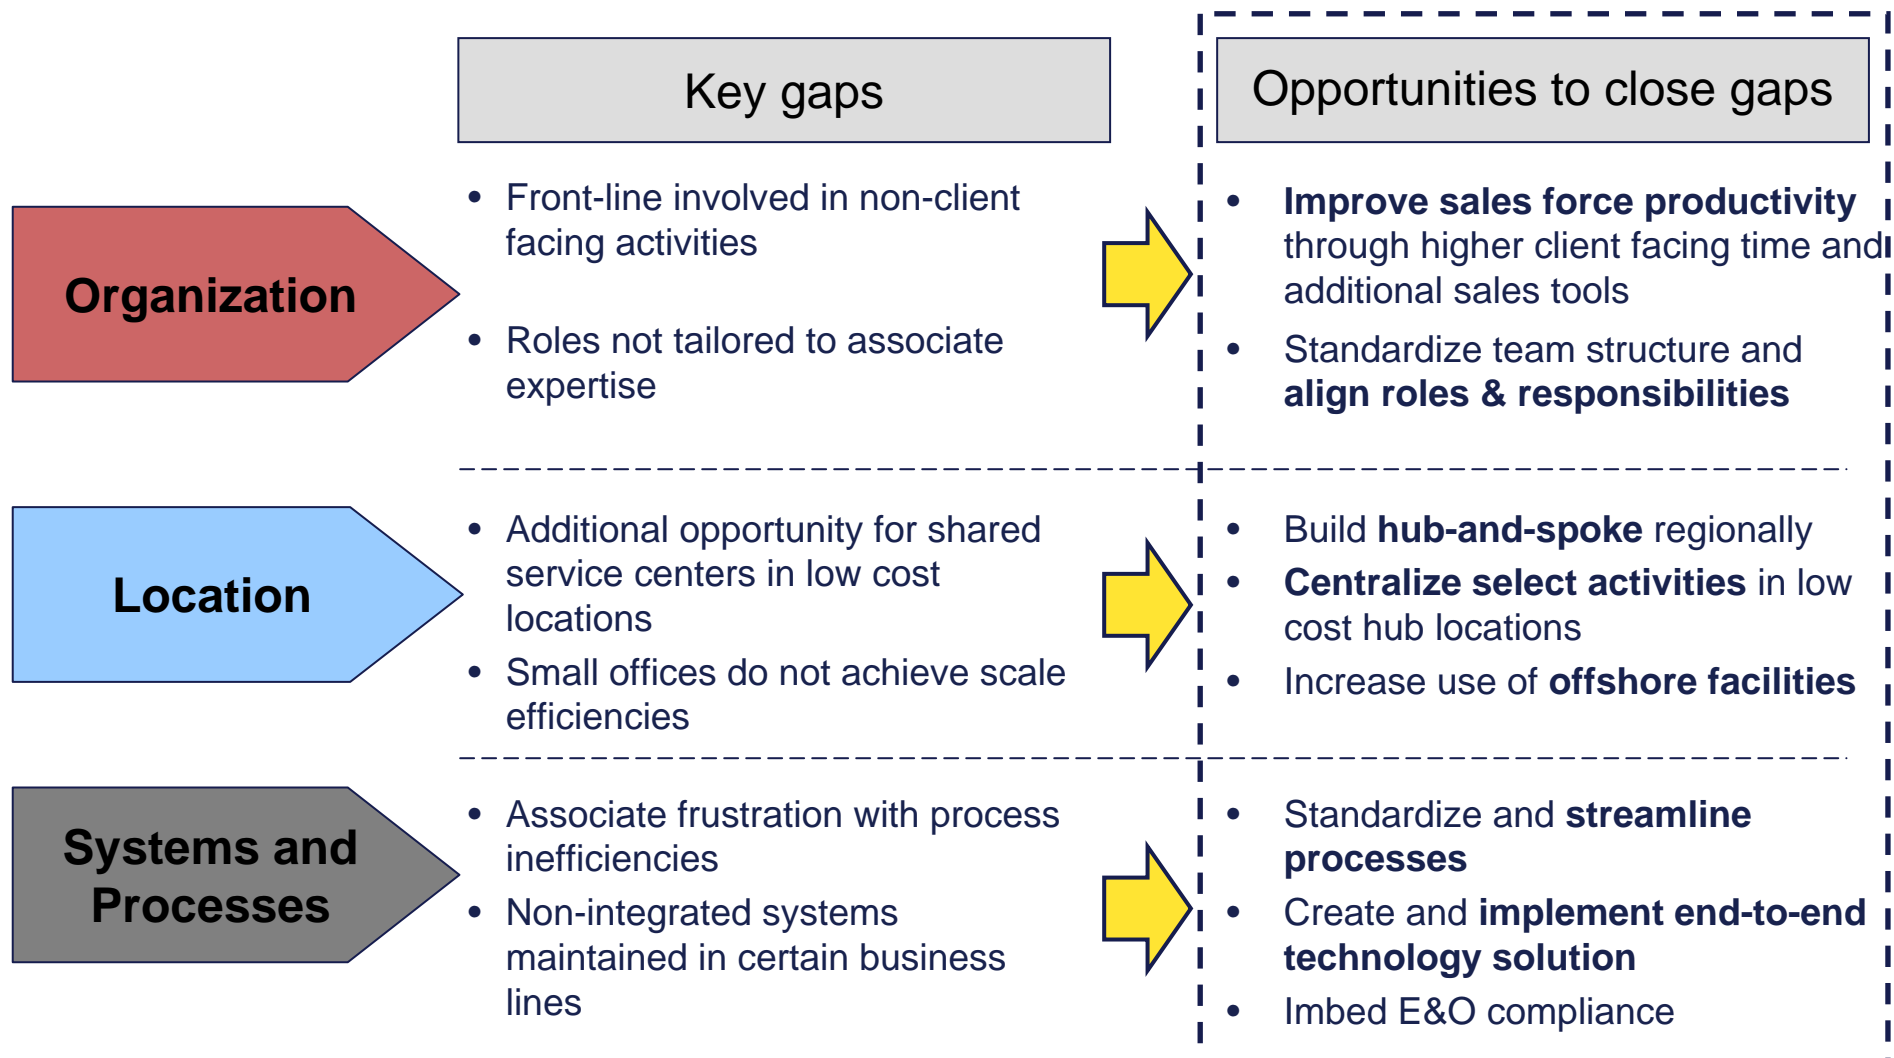 Key gaps
Opportunities to close gaps
Organization
• Front-line involved in non-client
facing activities
• Roles not tailored to associate
expertise
• Improve sales force productivity
through higher client facing time and
additional sales tools
• Standardize team structure and
align roles & responsibilities
Location
• Additional opportunity for shared
service centers in low cost
locations
• Small offices do not achieve scale
efficiencies
• Build hub-and-spoke regionally
• Centralize select activities in low
cost hub locations
• Increase use of offshore facilities
Systems and
Processes
• Associate frustration with process
inefficiencies
• Non-integrated systems
maintained in certain business
lines
• Standardize and streamline
processes
• Create and implement end-to-end
technology solution
• Imbed E&O compliance